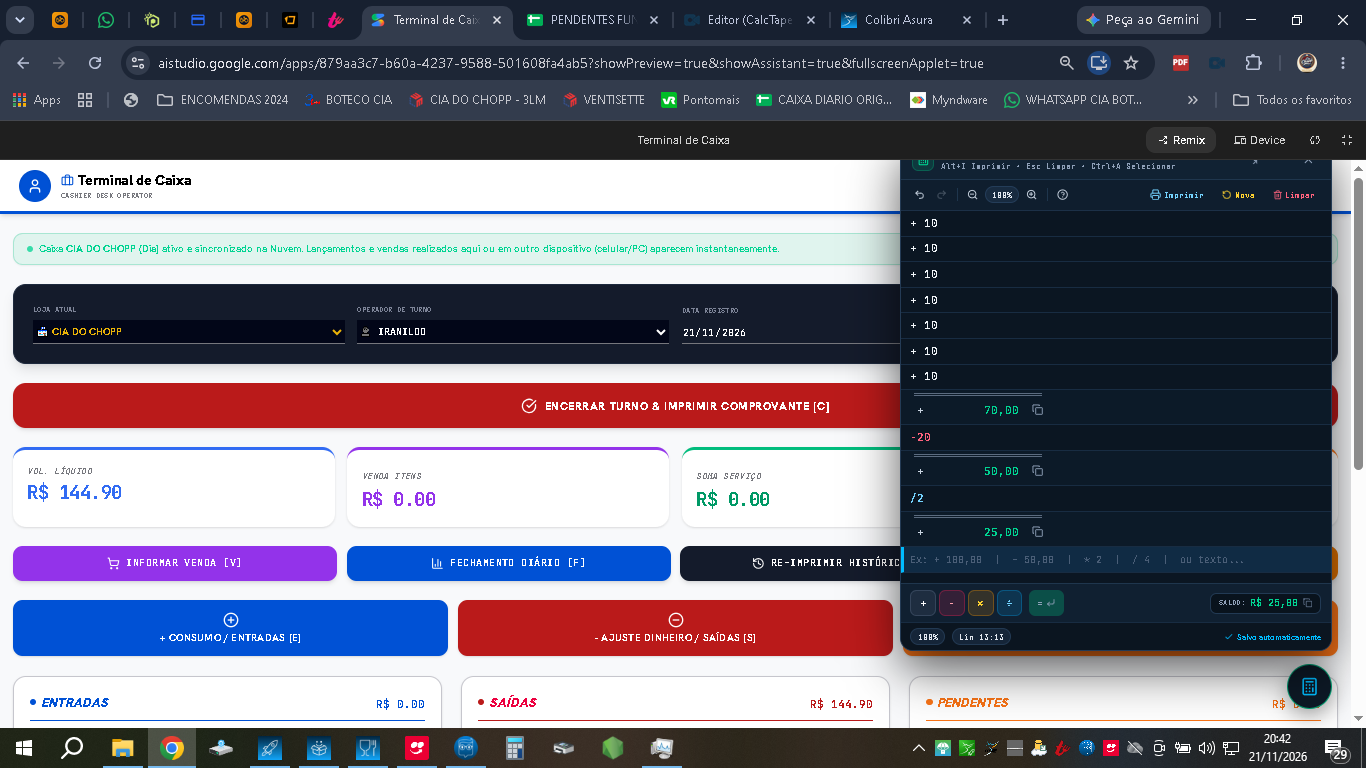 Terminal de Caix
PENDENTES FUN
Editor (CalcTape
Colibri Asura
Peça ao Gemini
aistudio.google.com/apps/879aa3c7-b60a-4237-9588-501608fa4ab5?showPreview=true&showAssistant=true&fullscreenApplet=true
PDF
Apps
ENCOMENDAS 2024
BOTECO CIA
CIA DO CHOPP - 3LM
VENTISETTE
Pontomais
CAIXA DIARIO ORIG...
Myndware
WHATSAPP CIA BOT...
Todos os favoritos
Terminal de Caixa
Remix
Device
Terminal de Caixa
CASHIER DESK OPERATOR
Caixa CIA DO CHOPP (Dia) ativo e sincronizado na Nuvem. Lançamentos e vendas realizados aqui ou em outro dispositivo (celular/PC) aparecem instantaneamente.
LOJA ATUAL
CIA DO CHOPP
OPERADOR DE TURNO
IRANILDO
DATA REGISTRO
21/11/2026
ENCERRAR TURNO & IMPRIMIR COMPROVANTE [C]
VOL. LÍQUIDO
R$ 144.90
VENDA ITENS
R$ 0.00
SOMA SERVIÇO
R$ 0.00
INFORMAR VENDA [V]
FECHAMENTO DIÁRIO [F]
RE-IMPRIMIR HISTÓRIC
+ CONSUMO / ENTRADAS [E]
- AJUSTE DINHEIRO / SAÍDAS [S]
ENTRADAS
R$ 0.00
SAÍDAS
R$ 144.90
PENDENTES
R$
Alt+I Imprimir • Esc Limpar • Ctrl+A Selecionar
100%
Imprimir
Nova
Limpar
+ 10
+ 10
+ 10
+ 10
+ 10
+ 10
+ 10
+ 70,00
-20
+ 50,00
/2
+ 25,00
Ex: + 100,00 | - 50,00 | * 2 | / 4 | ou texto...
+ - × ÷ = ↵
SALDO: R$ 25,00
100%
Lin 13:13
Salvo automaticamente
20:42
21/11/2026
29